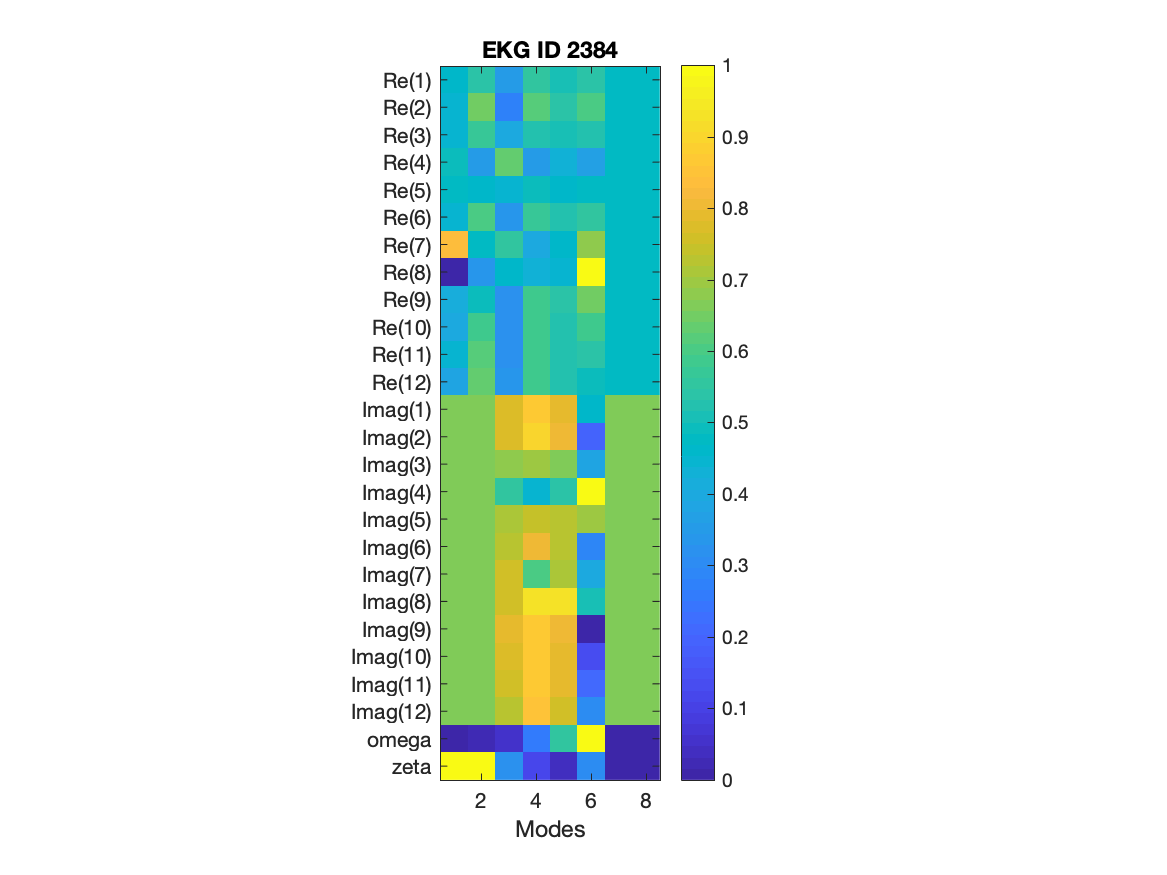 EKG ID 2384
Re(1)
Re(2)
Re(3)
Re(4)
Re(5)
Re(6)
Re(7)
Re(8)
Re(9)
Re(10)
Re(11)
Re(12)
Imag(1)
Imag(2)
Imag(3)
Imag(4)
Imag(5)
Imag(6)
Imag(7)
Imag(8)
Imag(9)
Imag(10)
Imag(11)
Imag(12)
omega
zeta
2 4 6 8
Modes
1
0.9
0.8
0.7
0.6
0.5
0.4
0.3
0.2
0.1
0